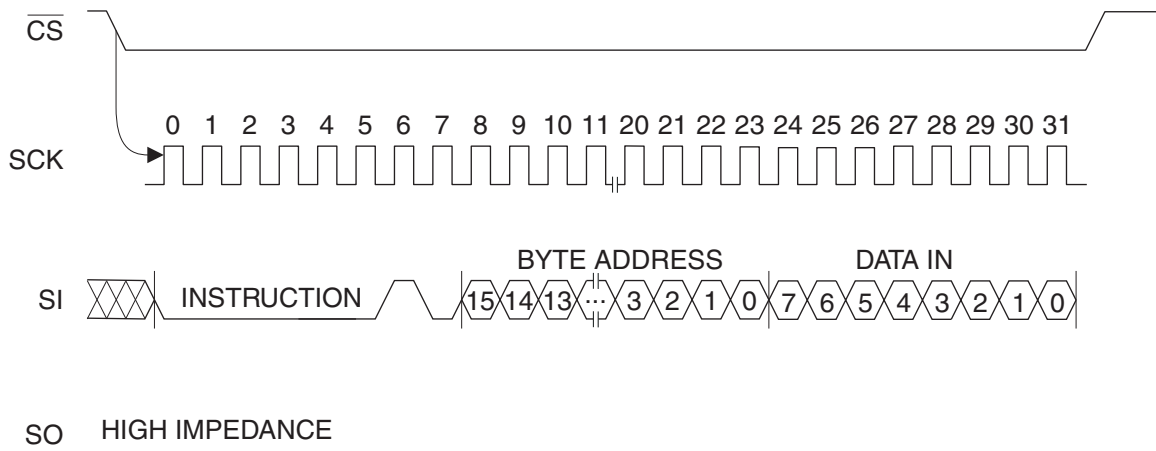 CS
0 1 2 3 4 5 6 7 8 9 10 11 20 21 22 23 24 25 26 27 28 29 30 31
SCK
BYTE ADDRESS DATA IN
SI INSTRUCTION 15 14 13 ... 3 2 1 0 7 6 5 4 3 2 1 0
SO HIGH IMPEDANCE